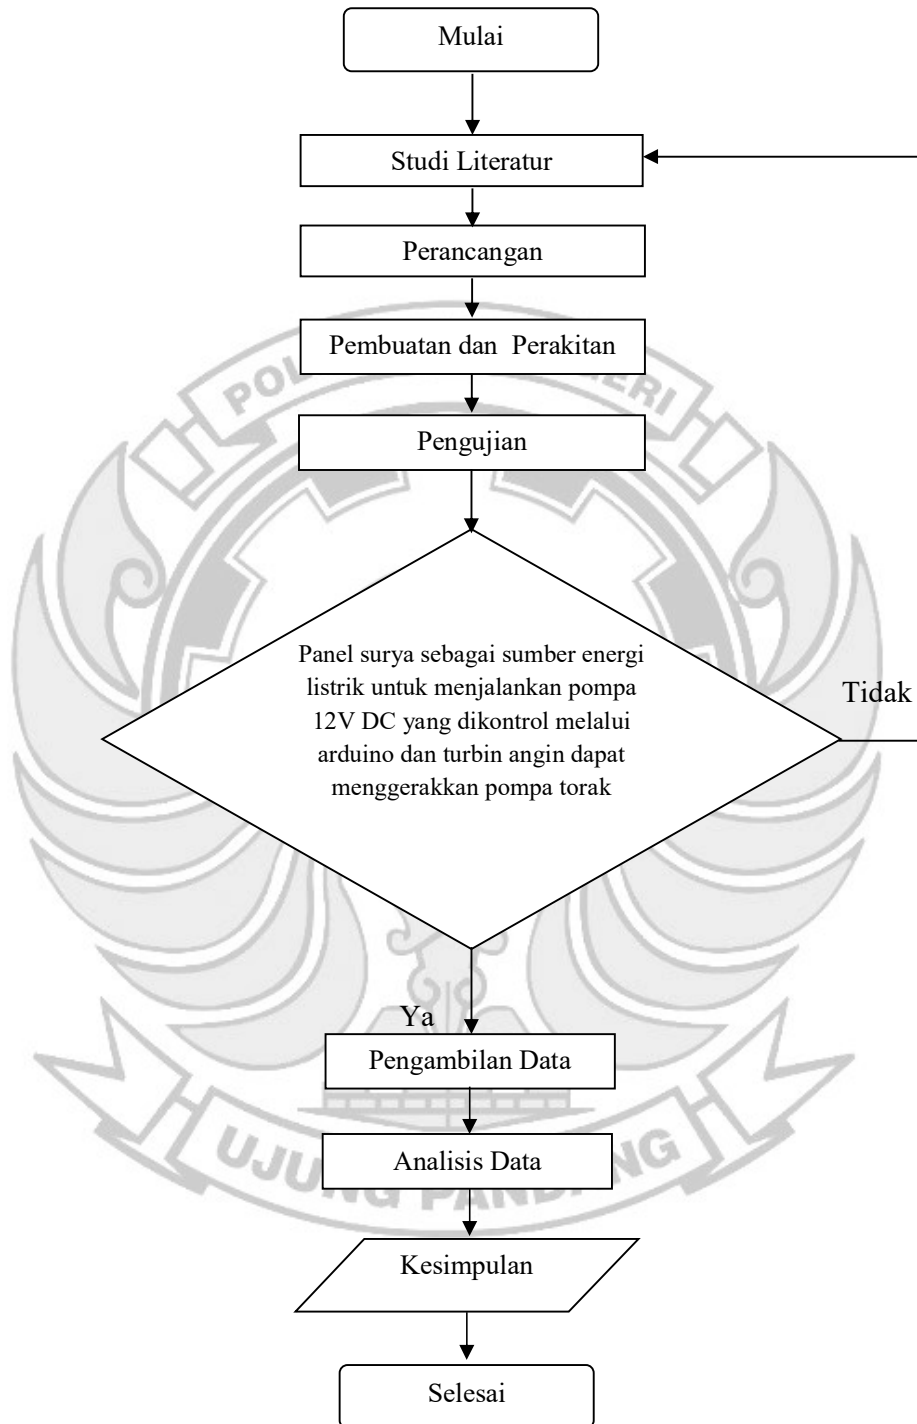 Mulai
Studi Literatur
Perancangan
Pembuatan dan Perakitan
Pengujian
Panel surya sebagai sumber energi
listrik untuk menjalankan pompa
12V DC yang dikontrol melalui
arduino dan turbin angin dapat
menggerakkan pompa torak
Tidak
Ya
Pengambilan Data
Analisis Data
UJUNG PANDANG
Kesimpulan
Selesai